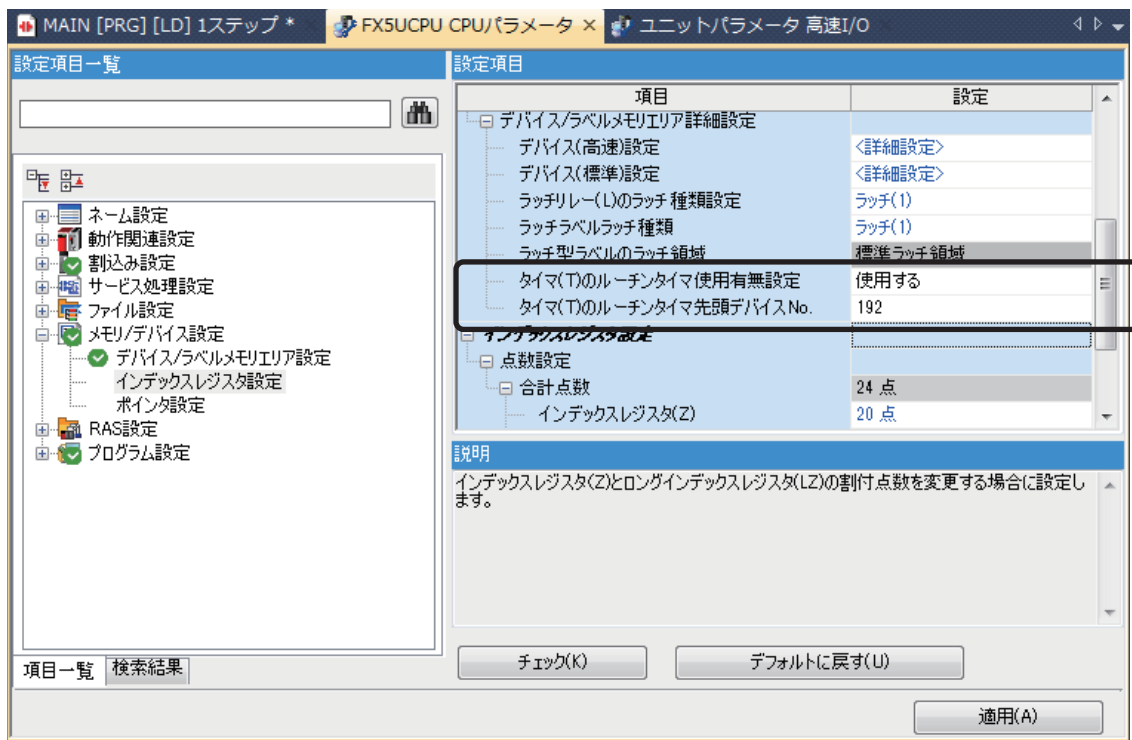 MAIN [PRG] [LD] 1ステップ *
FX5UCPU CPUパラメータ
ユニットパラメータ 高速I/O
設定項目一覧
ネーム設定
動作関連設定
割込み設定
サービス処理設定
ファイル設定
メモリ/デバイス設定
デバイス/ラベルメモリエリア設定
インデックスレジスタ設定
ポインタ設定
RAS設定
プログラム設定
項目一覧 検索結果
設定項目
項目 設定
デバイス/ラベルメモリエリア詳細設定
デバイス(高速)設定 <詳細設定>
デバイス(標準)設定 <詳細設定>
ラッチリレー(L)のラッチ種類設定 ラッチ(1)
ラッチラベルラッチ種類 ラッチ(1)
ラッチ型ラベルのラッチ領域 標準ラッチ領域
タイマ(T)のルーチンタイマ使用有無設定 使用する
タイマ(T)のルーチンタイマ先頭デバイスNo. 192
インデックスレジスタ設定
点数設定
合計点数 24 点
インデックスレジスタ(Z) 20 点
説明
インデックスレジスタ(Z)とロングインデックスレジスタ(LZ)の割付点数を変更する場合に設定し
ます。
チェック(K) デフォルトに戻す(U)
適用(A)